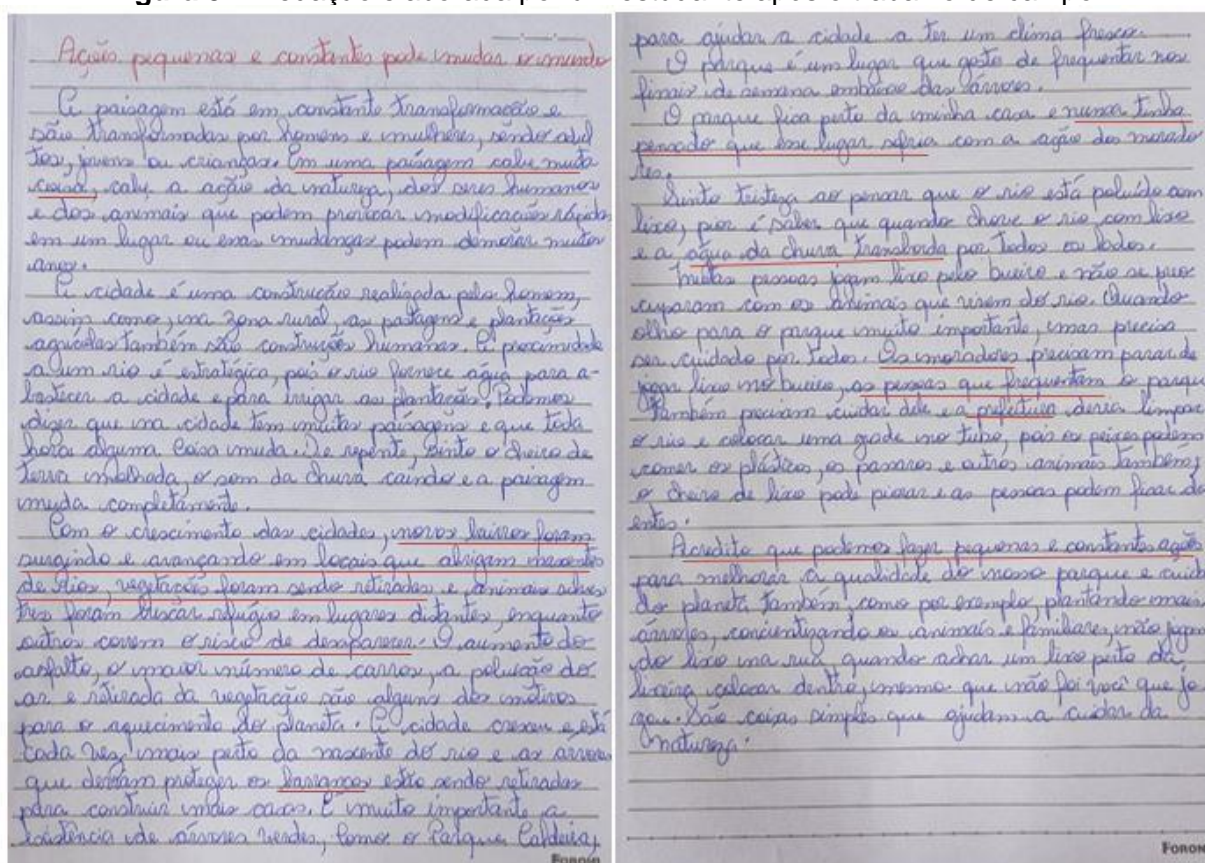 Ações pequenas e constantes pode mudar o mundo
A paisagem está em constante transformação e
são transformadas por homens e mulheres, sendo adul
tos, jovens ou crianças. Em uma paisagem cabe muita
coisa, cabe a ação da natureza, dos seres humanos
e dos animais que podem provocar modificações rápidas
em um lugar ou essas mudanças podem demorar muitos
anos.
A cidade é uma construção realizada pelo homem,
assim como, na zona rural, as pastagens e plantações
agrícolas também são construções humanas. A proximidade
a um rio é estratégica, pois o rio fornece água para a-
bastecer a cidade e para irrigar as plantações. Podemos
dizer que na cidade tem muitas paisagens e que toda
hora alguma coisa muda. De repente, sinto o cheiro de
terra molhada, o som da chuva caindo e a paisagem
muda completamente.
Com o crescimento das cidades, novos bairros foram
surgindo e avançando em locais que abrigam nascentes
de rios, vegetações foram sendo retiradas e animais silves
tres foram buscar refúgio em lugares distantes, enquanto
outros correm o risco de desaparecer. O aumento do
asfalto, o maior número de carros, a poluição do
ar e retirada da vegetação são alguns dos motivos
para o aquecimento do planeta. A cidade cresceu e está
cada vez mais perto da nascente do rio e as árvores
que deviam proteger os barrancos estão sendo retiradas
para construir mais casas. É muito importante a
existência de árvores verdes, como o Parque Caldeira,
FORONI
para ajudar a cidade a ter um clima fresco.
O parque é um lugar que gosto de frequentar nos
finais de semana embaixo das árvores.
O parque fica perto da minha casa e nunca tinha
pensado que esse lugar sofria com a ação dos morado
res.
Sinto tristeza ao pensar que o rio está poluído com
lixo, pior é saber que quando chove o rio com lixo
e a água da chuva transborda por todos os lados.
Muitas pessoas jogam lixo pelo bueiro e não se preo
cuparam com os animais que vivem do rio. Quando
olho para o parque muito importante, mas precisa
ser cuidado por todos. Os moradores precisam parar de
jogar lixo no bueiro, as pessoas que frequentam o parque
também precisam cuidar dele e a prefeitura devia limpar
o rio e colocar uma grade no tubo, pois os peixes podem
comer os plásticos, os pássaros e outros animais também,
o cheiro de lixo pode piorar e as pessoas podem ficar do
entes.
Acredito que podemos fazer pequenas e constantes ações
para melhorar a qualidade do nosso parque e cuida
do planeta também, como por exemplo, plantando mais
árvores, concientizando os animais e familiares, não jogan
do lixo na rua, quando achar um lixo perto da
lixeira colocar dentro, mesmo que não foi você que jo
gou. São coisas simples que ajudam a cuidar da
natureza.
FORONI